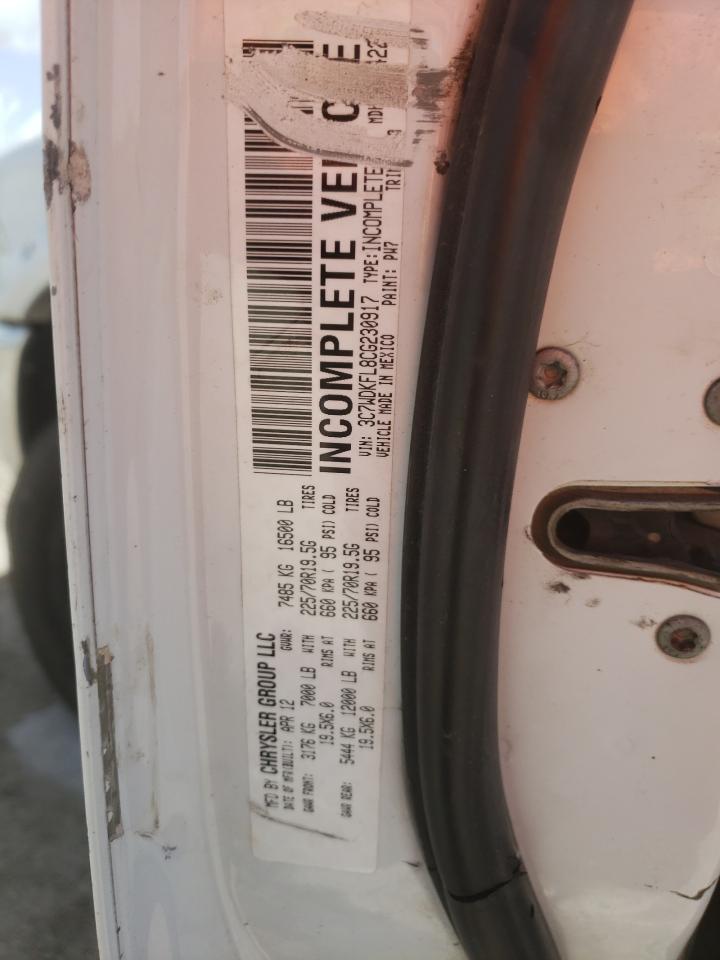 MFD BY CHRYSLER GROUP LLC
DATE OF MFR(BUILT): APR 12 GVWR: 7485 KG 16500 LB
GAWR FRONT: 3176 KG 7000 LB WITH 225/70R19.5G TIRES
19.5X6.0 RIMS AT 660 KPA ( 95 PSI) COLD
GAWR REAR: 5444 KG 12000 LB WITH 225/70R19.5G TIRES
19.5X6.0 RIMS AT 660 KPA ( 95 PSI) COLD
INCOMPLETE
VIN: 3C7WDKFL8CG230917 TYPE: INCOMPLETE
VEHICLE MADE IN MEXICO PAINT: PW7